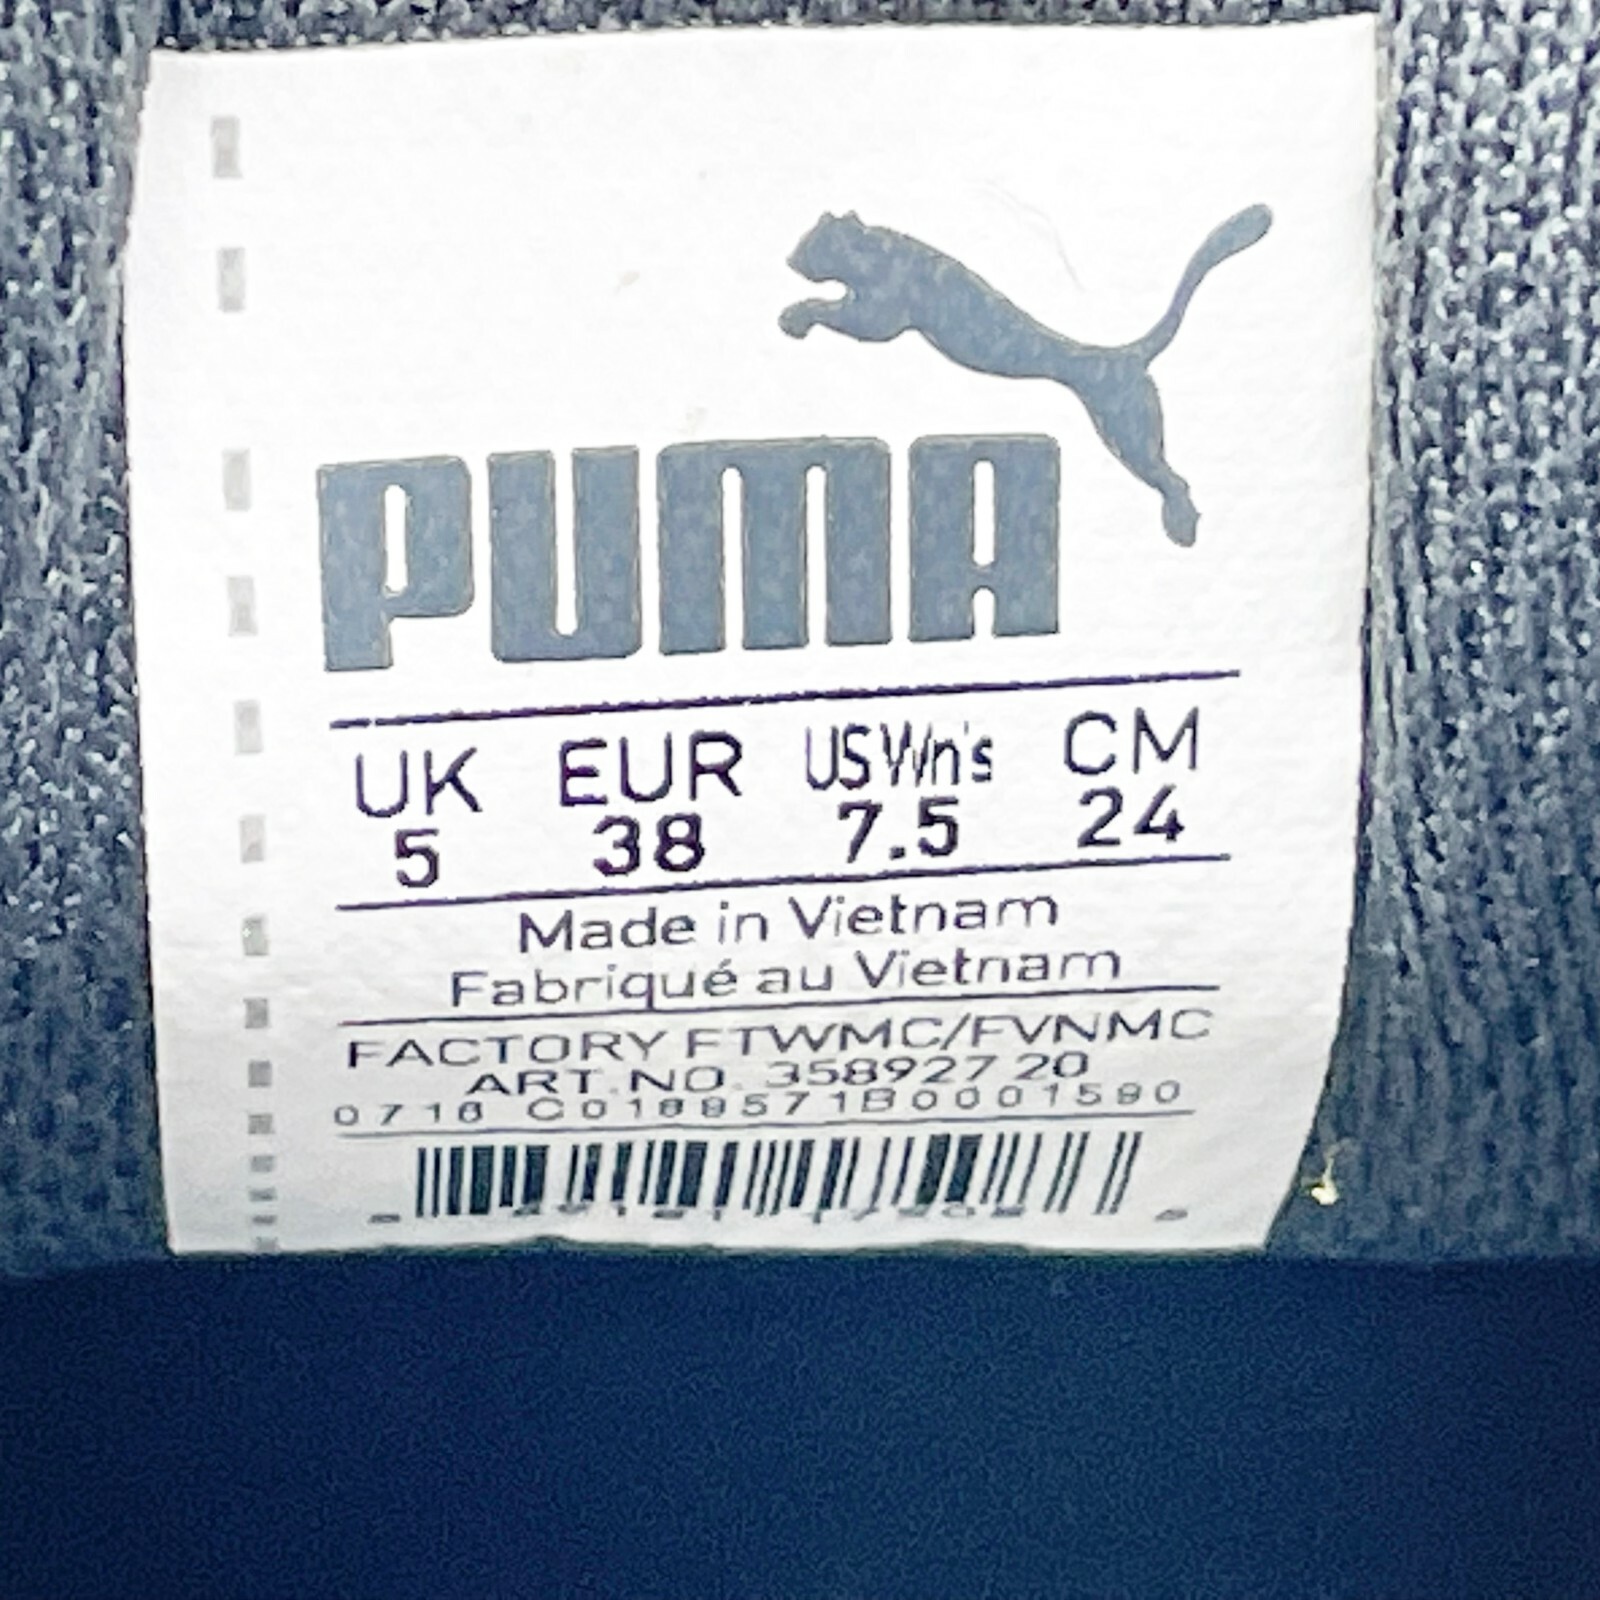 PUMA
UK EUR US Wn's CM
5 38 7.5 24
Made in Vietnam
Fabriqué au Vietnam
FACTORY FTWMC/FVNMC
ART.NO. 358927 20
0718